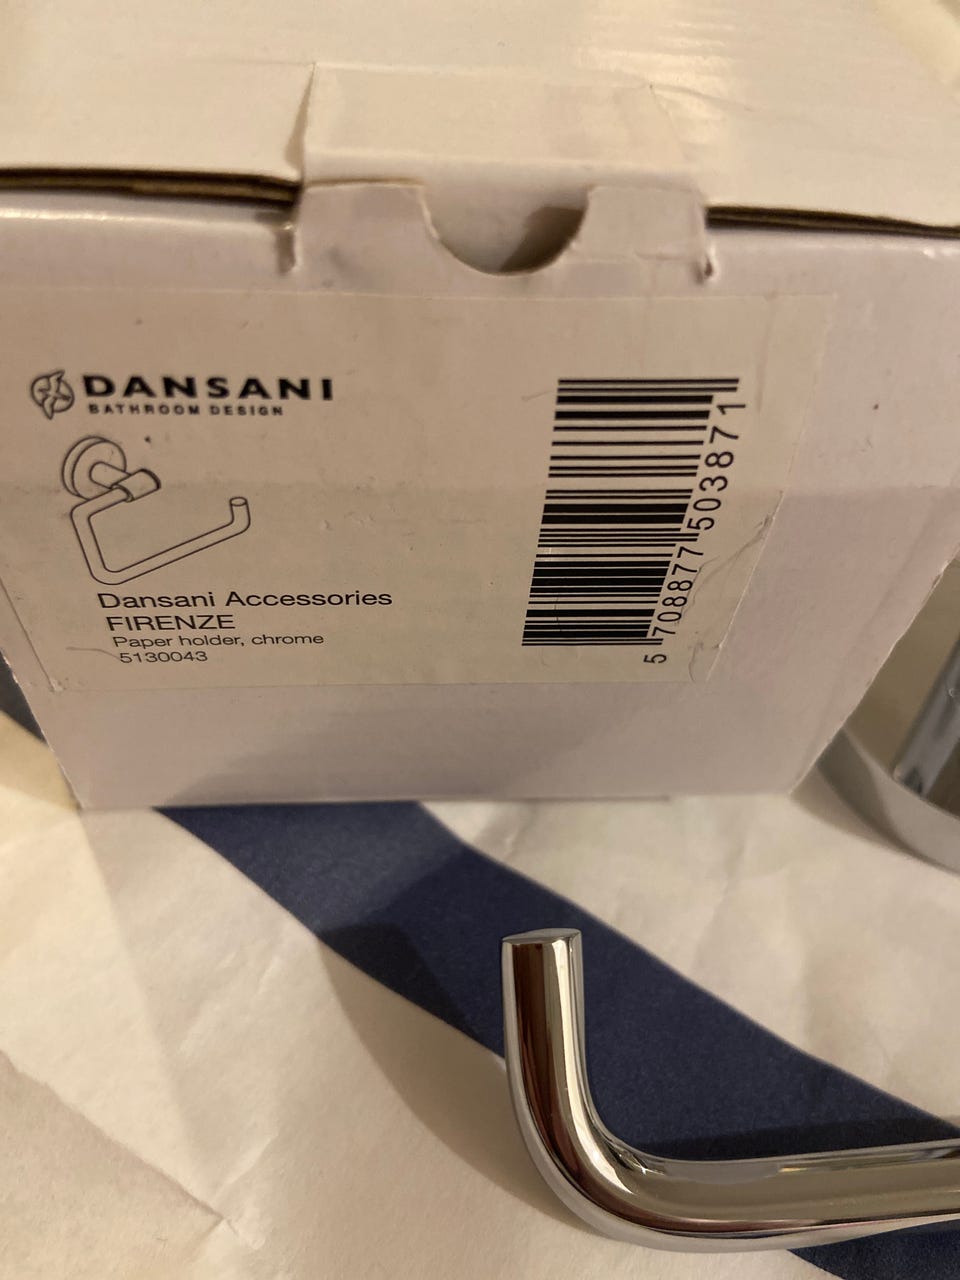 DANSANI
BATHROOM DESIGN
Dansani Accessories
FIRENZE
Paper holder, chrome
5130043
5 708877 503871